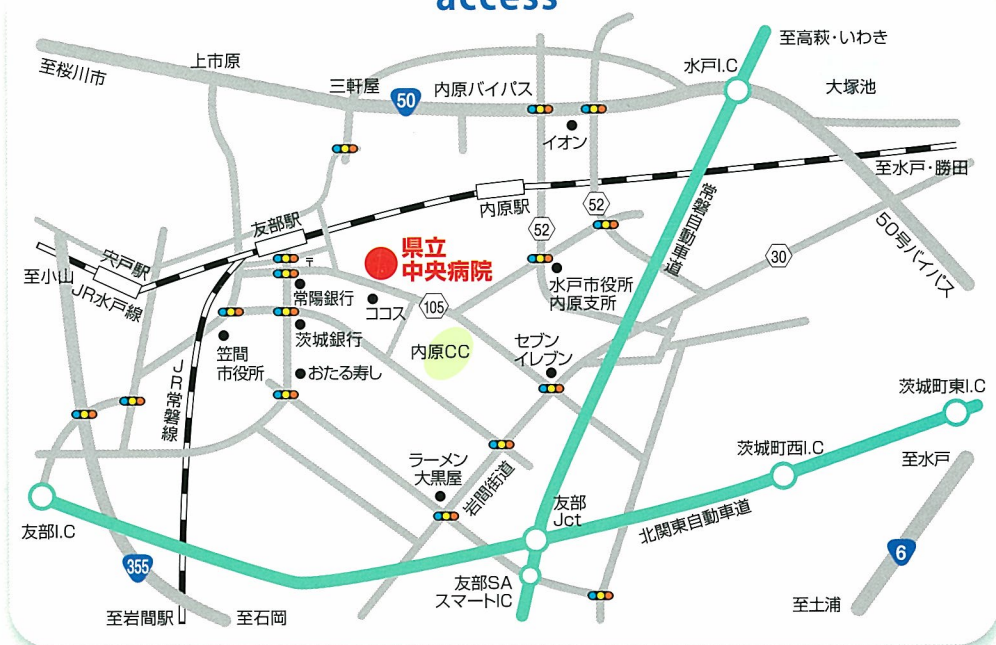 access
至高萩・いわき
水戸I.C
大塚池
至桜川市
上市原
三軒屋
50
内原バイパス
イオン
至水戸・勝田
常磐自動車道
50号バイパス
内原駅
52
52
30
友部駅
〒
県立
中央病院
宍戸駅
至小山
JR水戸線
常陽銀行
ココス
105
水戸市役所
内原支所
茨城銀行
笠間
市役所
内原CC
セブン
イレブン
おたる寿し
JR常磐線
茨城町東I.C
茨城町西I.C
至水戸
ラーメン
大黒屋
岩間街道
友部
Jct
北関東自動車道
友部I.C
355
6
友部SA
スマートIC
至岩間駅
至石岡
至土浦